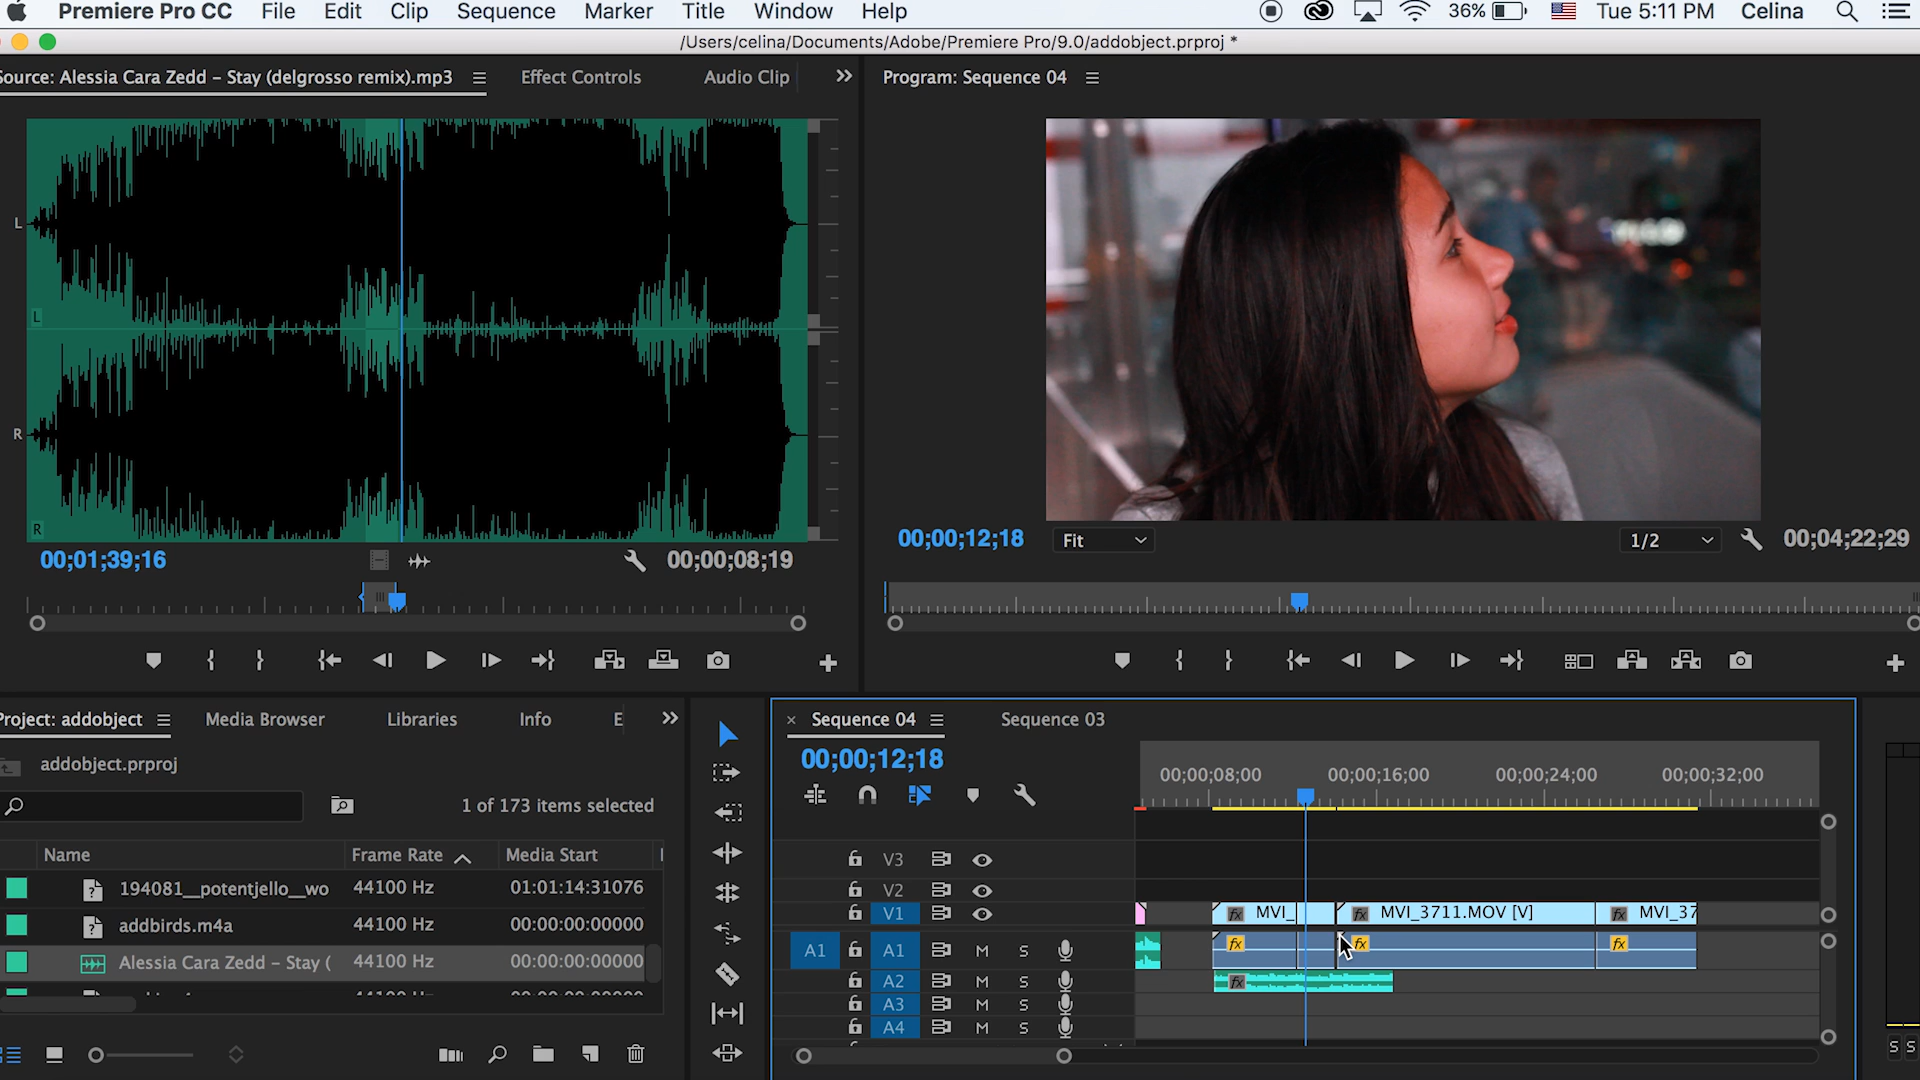 Premiere Pro CC File Edit Clip Sequence Marker Title Window Help 36% Tue 5:11 PM Celina
/Users/celina/Documents/Adobe/Premiere Pro/9.0/addobject.prproj *
Source: Alessia Cara Zedd – Stay (delgrosso remix).mp3 Effect Controls Audio Clip
Program: Sequence 04
L
L
R
R
00;01;39;16 00;00;08;19
00;00;12;18 Fit 1/2 00;04;22;29
Project: addobject Media Browser Libraries Info E
addobject.prproj
1 of 173 items selected
Name Frame Rate Media Start
194081__potentjello__wo 44100 Hz 01:01:14:31076
addbirds.m4a 44100 Hz 00:00:00:00000
Alessia Cara Zedd – Stay ( 44100 Hz 00:00:00:00000
Sequence 04 Sequence 03
00;00;12;18
00;00;08;00 00;00;16;00 00;00;24;00 00;00;32;00
V3
V2
V1 fx MVI_ fx MVI_3711.MOV [V] fx MVI_37
A1 A1 M S fx fx fx
A2 M S fx
A3 M S
A4 M S
S S